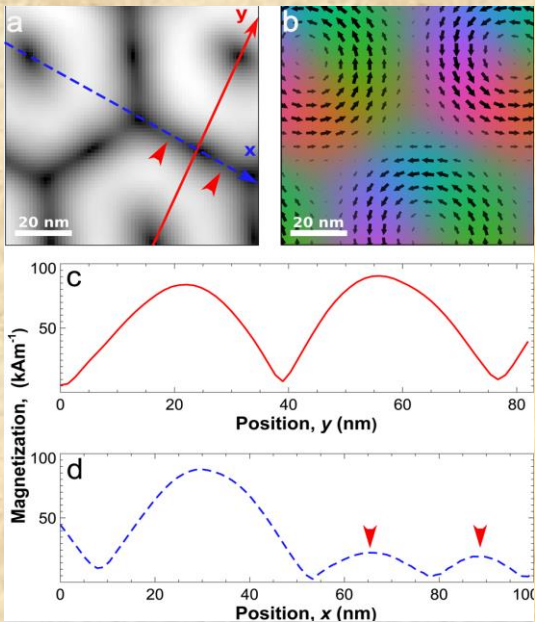 a
y
x
20 nm
b
20 nm
Magnetization, (kAm⁻¹)
c
100
50
0
20
40
60
80
Position, y (nm)
d
100
50
0
20
40
60
80
100
Position, x (nm)